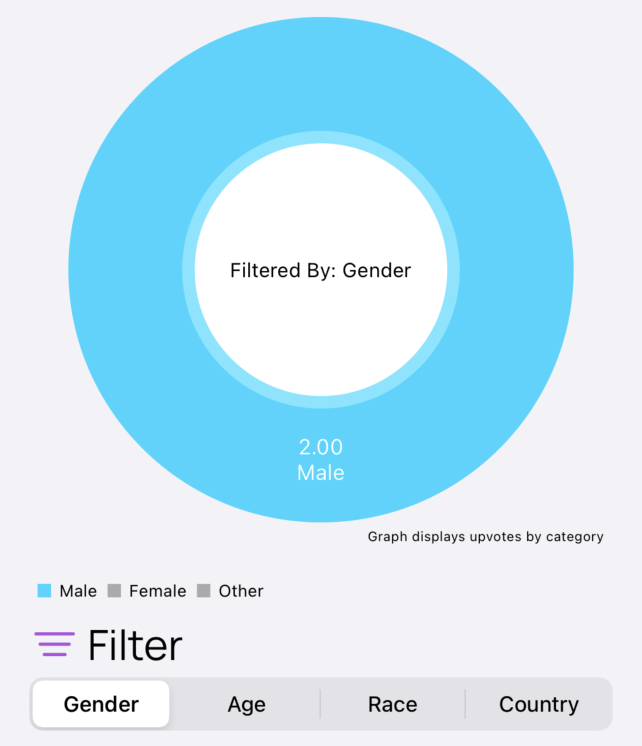 Filtered By: Gender
2.00
Male
Graph displays upvotes by category
Male Female Other
Filter
Gender Age Race Country